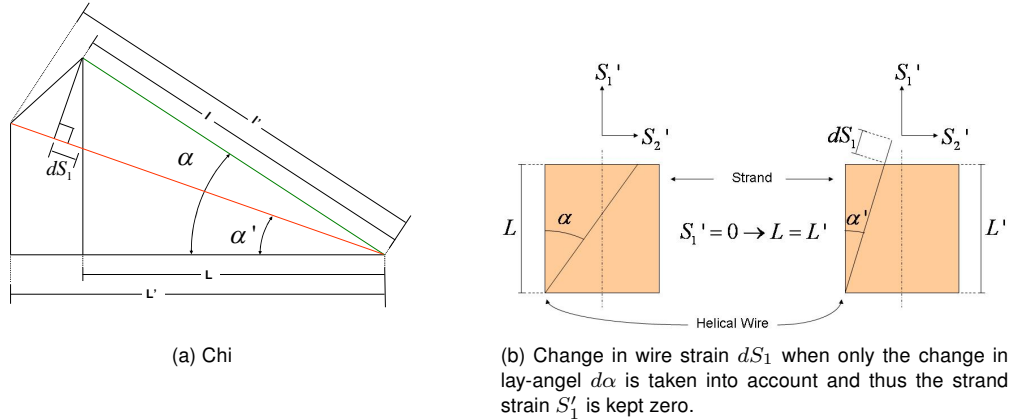 l
l'
dS₁
α
α'
L
L'
(a) Chi
S₁'
S₂'
L
α
Strand
S₁'=0→L=L'
Helical Wire
S₁'
S₂'
dS₁
α'
L'
(b) Change in wire strain dS₁ when only the change in
lay-angel dα is taken into account and thus the strand
strain S′₁ is kept zero.